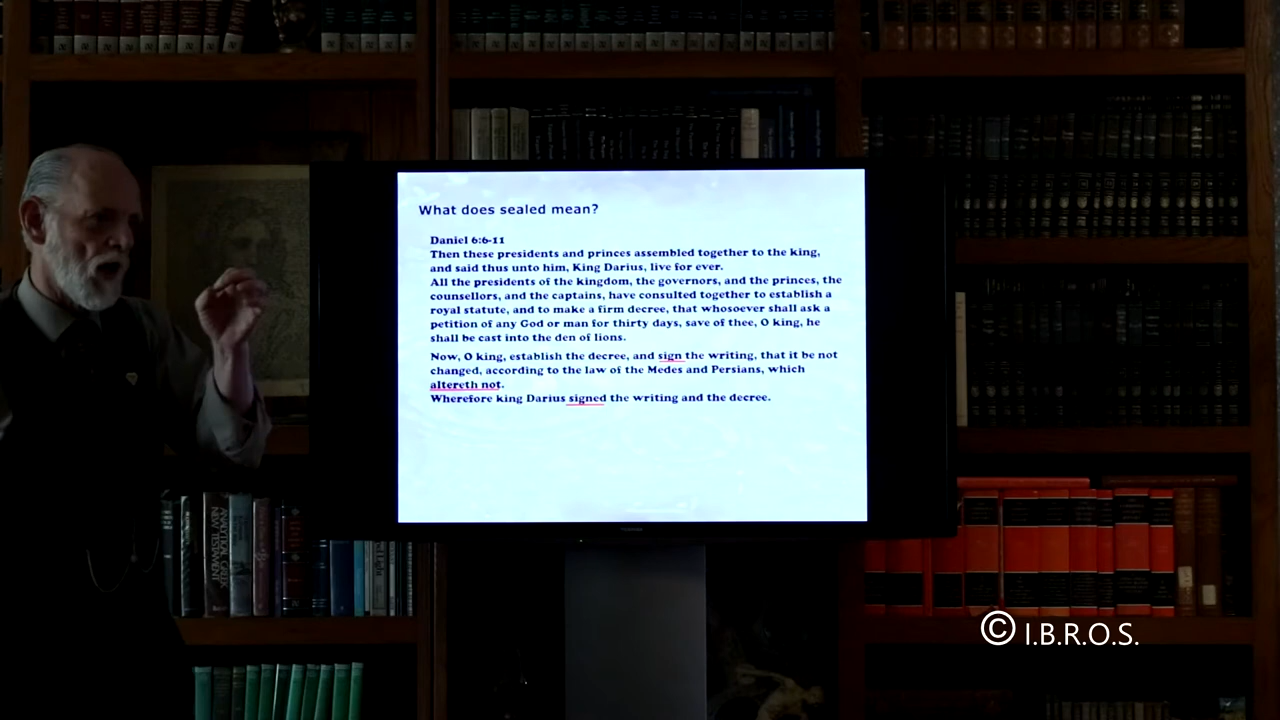 What does sealed mean?
Daniel 6:6-11
Then these presidents and princes assembled together to the king,
and said thus unto him, King Darius, live for ever.
All the presidents of the kingdom, the governors, and the princes, the
counsellors, and the captains, have consulted together to establish a
royal statute, and to make a firm decree, that whosoever shall ask a
petition of any God or man for thirty days, save of thee, O king, he
shall be cast into the den of lions.
Now, O king, establish the decree, and sign the writing, that it be not
changed, according to the law of the Medes and Persians, which
altereth not.
Wherefore king Darius signed the writing and the decree.
ANALYTICAL GREEK
NEW TESTAMENT
© I.B.R.O.S.